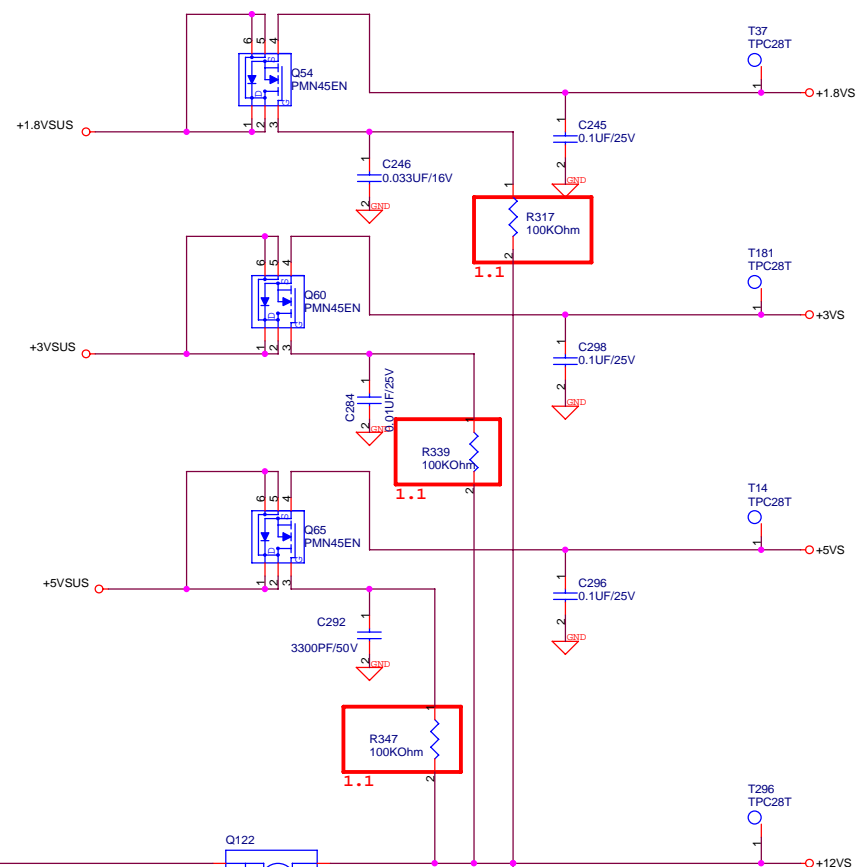 T37
TPC28T
6
5
4
S
D
G
Q54
PMN45EN
1
+1.8VS
+1.8VSUS
1
2
3
1
C245
0.1UF/25V
2
GND
1
C246
0.033UF/16V
2
GND
1
R317
100KOhm
2
1.1
T181
TPC28T
6
5
4
S
D
G
Q60
PMN45EN
1
+3VS
+3VSUS
1
2
3
1
C298
0.1UF/25V
2
GND
1
C284
0.01UF/25V
2
GND
1
R339
100KOhm
2
1.1
T14
TPC28T
6
5
4
S
D
G
Q65
PMN45EN
1
+5VS
+5VSUS
1
2
3
1
C296
0.1UF/25V
2
GND
1
C292
3300PF/50V
2
GND
1
R347
100KOhm
2
1.1
T296
TPC28T
1
Q122
+12VS